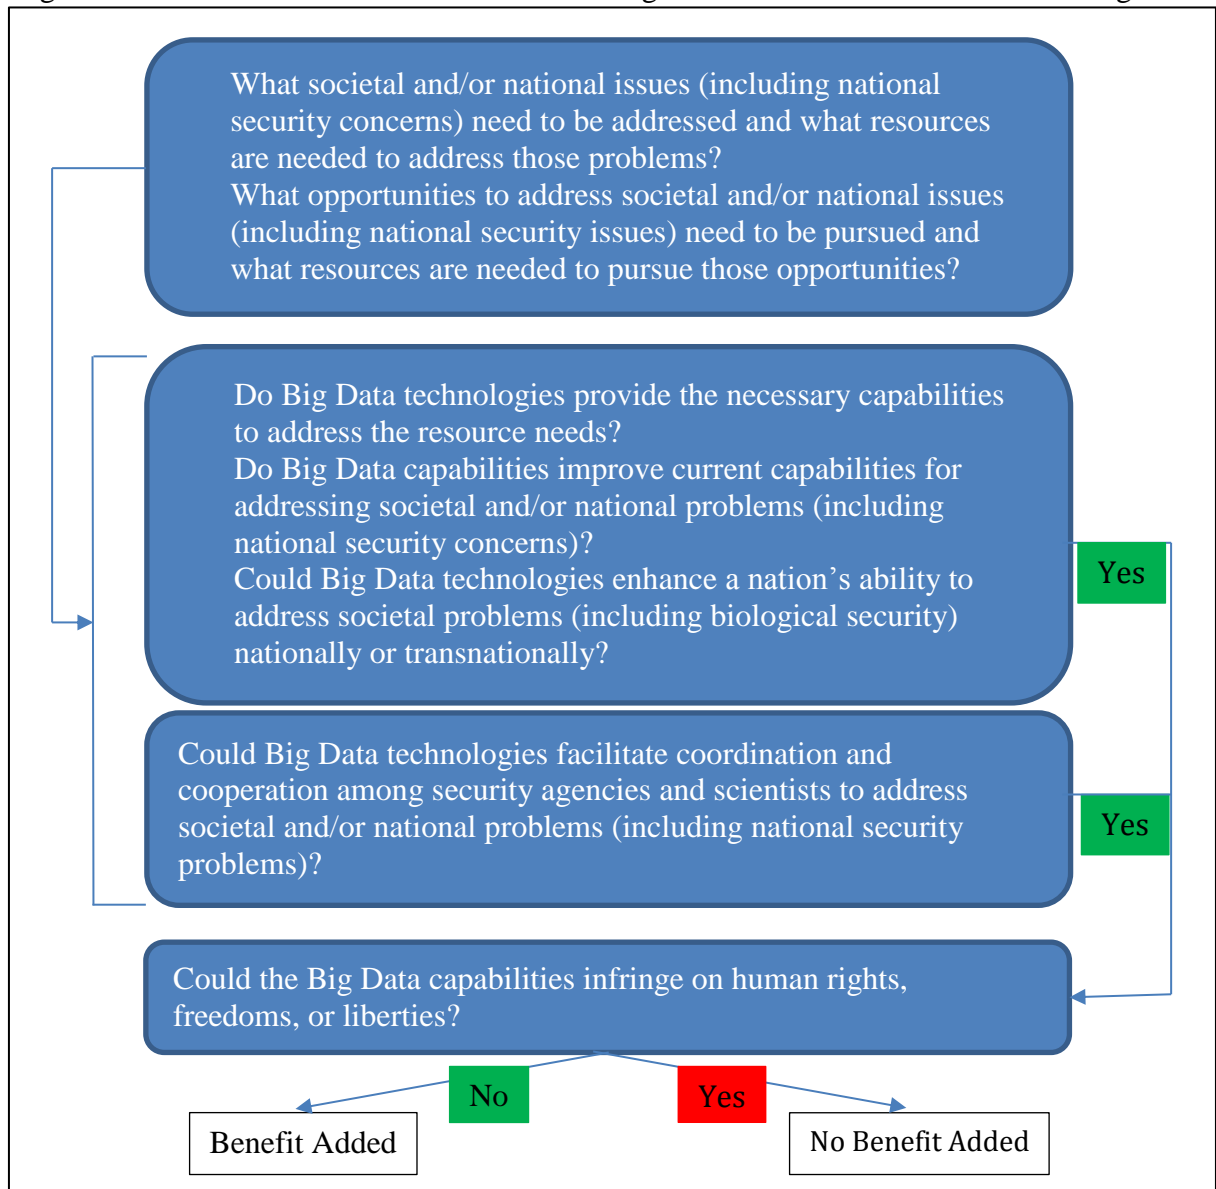 What societal and/or national issues (including national
security concerns) need to be addressed and what resources
are needed to address those problems?
What opportunities to address societal and/or national issues
(including national security issues) need to be pursued and
what resources are needed to pursue those opportunities?
Do Big Data technologies provide the necessary capabilities
to address the resource needs?
Do Big Data capabilities improve current capabilities for
addressing societal and/or national problems (including
national security concerns)?
Could Big Data technologies enhance a nation’s ability to
address societal problems (including biological security)
nationally or transnationally?
Yes
Could Big Data technologies facilitate coordination and
cooperation among security agencies and scientists to address
societal and/or national problems (including national security
problems)?
Yes
Could the Big Data capabilities infringe on human rights,
freedoms, or liberties?
No
Yes
Benefit Added
No Benefit Added